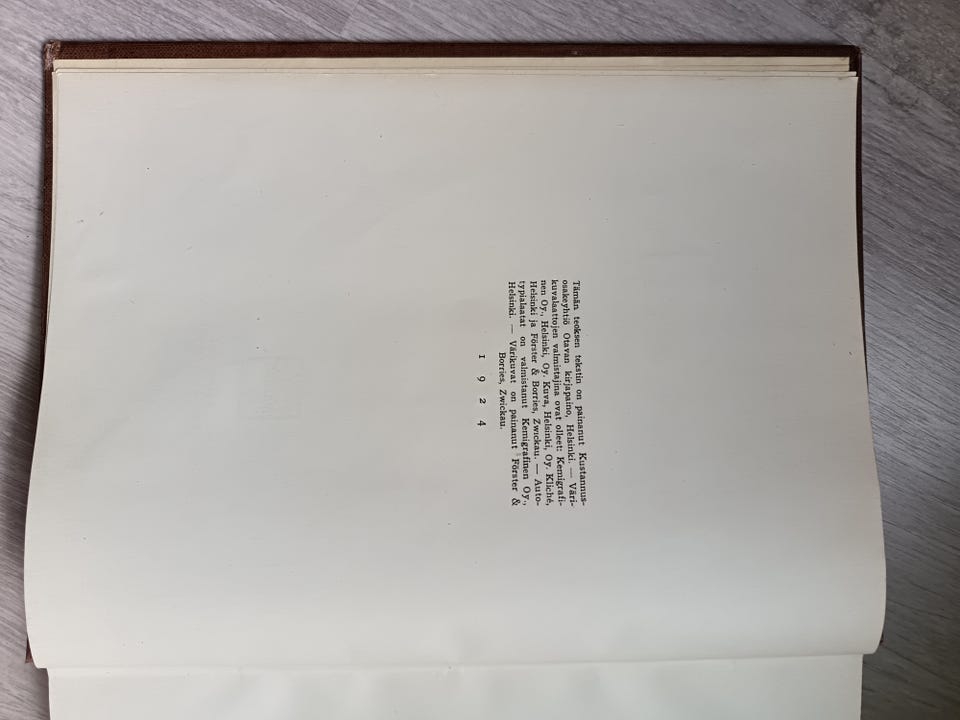 Tämän teoksen tekstin on painanut Kustannus-
osakeyhtiö Otavan kirjapaino, Helsinki. — Väri-
kuvalaattojen valmistajina ovat olleet: Kemigrafi-
nen Oy., Helsinki, Oy. Kuva, Helsinki, Oy. Kliché,
Helsinki ja Förster & Borries, Zwickau. — Auto-
typialaatat on valmistanut Kemigrafinen Oy.,
Helsinki. — Värikuvat on painanut Förster &
Borries, Zwickau.
1 9 2 4